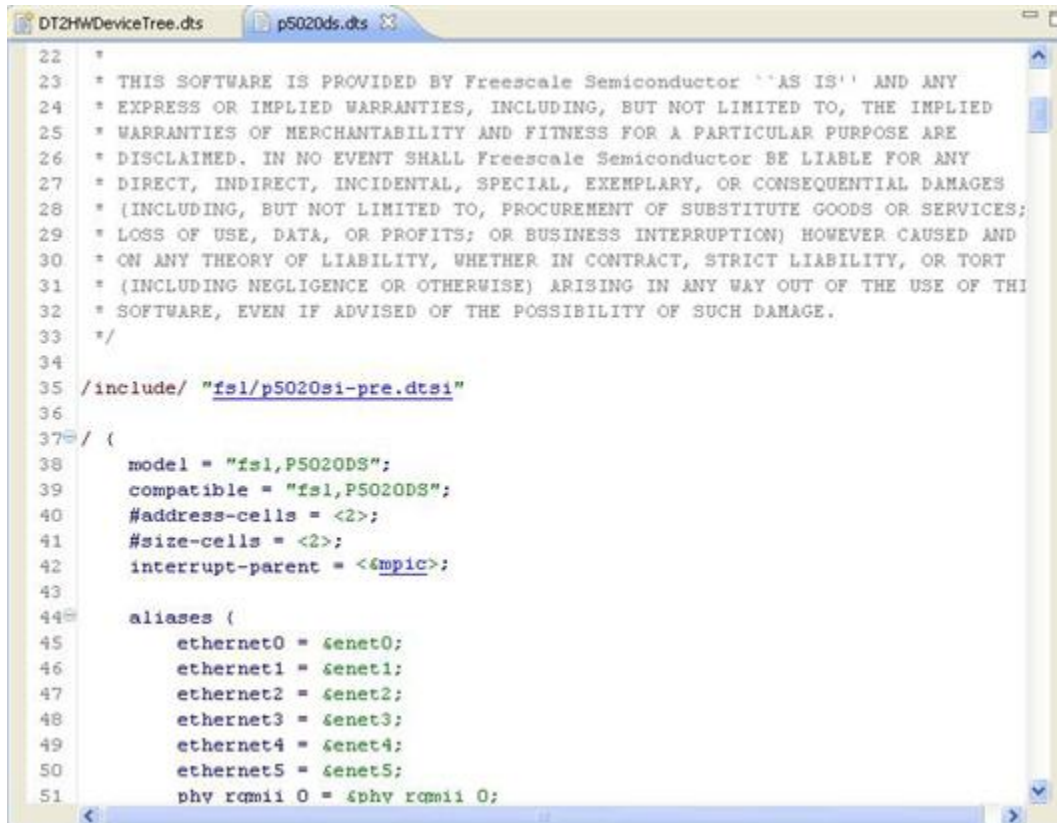 DT2HWDeviceTree.dts p5020ds.dts
22 *
23 * THIS SOFTWARE IS PROVIDED BY Freescale Semiconductor ``AS IS'' AND ANY
24 * EXPRESS OR IMPLIED WARRANTIES, INCLUDING, BUT NOT LIMITED TO, THE IMPLIED
25 * WARRANTIES OF MERCHANTABILITY AND FITNESS FOR A PARTICULAR PURPOSE ARE
26 * DISCLAIMED. IN NO EVENT SHALL Freescale Semiconductor BE LIABLE FOR ANY
27 * DIRECT, INDIRECT, INCIDENTAL, SPECIAL, EXEMPLARY, OR CONSEQUENTIAL DAMAGES
28 * (INCLUDING, BUT NOT LIMITED TO, PROCUREMENT OF SUBSTITUTE GOODS OR SERVICES;
29 * LOSS OF USE, DATA, OR PROFITS; OR BUSINESS INTERRUPTION) HOWEVER CAUSED AND
30 * ON ANY THEORY OF LIABILITY, WHETHER IN CONTRACT, STRICT LIABILITY, OR TORT
31 * (INCLUDING NEGLIGENCE OR OTHERWISE) ARISING IN ANY WAY OUT OF THE USE OF THI
32 * SOFTWARE, EVEN IF ADVISED OF THE POSSIBILITY OF SUCH DAMAGE.
33 */
34
35 /include/ "fsl/p5020si-pre.dtsi"
36
37 / {
38 model = "fsl,P5020DS";
39 compatible = "fsl,P5020DS";
40 #address-cells = <2>;
41 #size-cells = <2>;
42 interrupt-parent = <&mpic>;
43
44 aliases {
45 ethernet0 = &enet0;
46 ethernet1 = &enet1;
47 ethernet2 = &enet2;
48 ethernet3 = &enet3;
49 ethernet4 = &enet4;
50 ethernet5 = &enet5;
51 phy_rgmii_0 = &phy_rgmii_0;